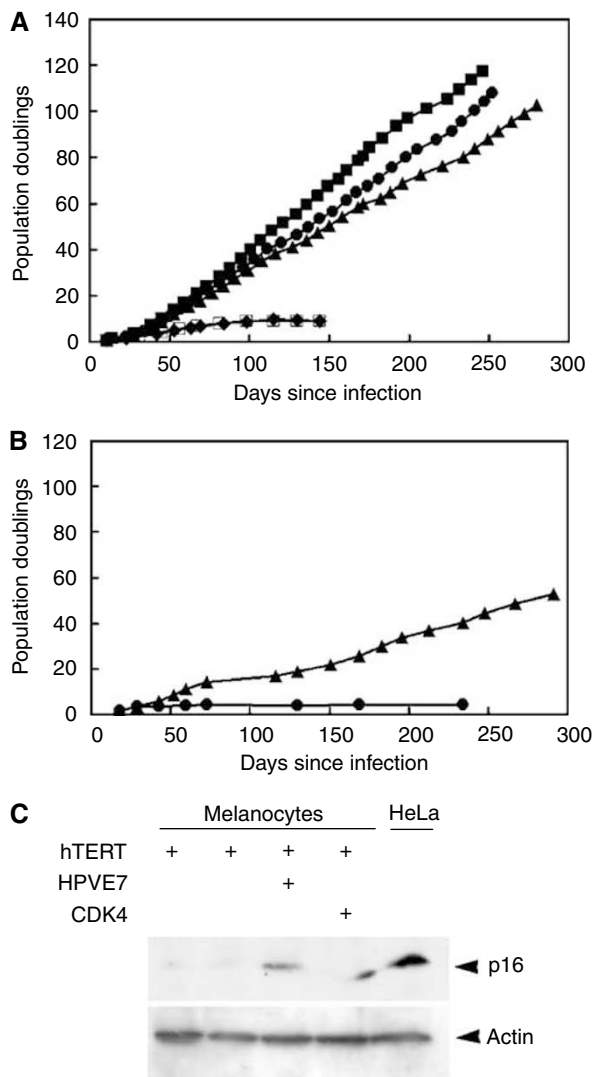 A
140
120
100
80
60
40
20
0
Population doublings
0 50 100 150 200 250 300
Days since infection
B
120
100
80
60
40
20
0
Population doublings
0 50 100 150 200 250 300
Days since infection
C
Melanocytes HeLa
hTERT + + + +
HPVE7 +
CDK4 +
p16
Actin